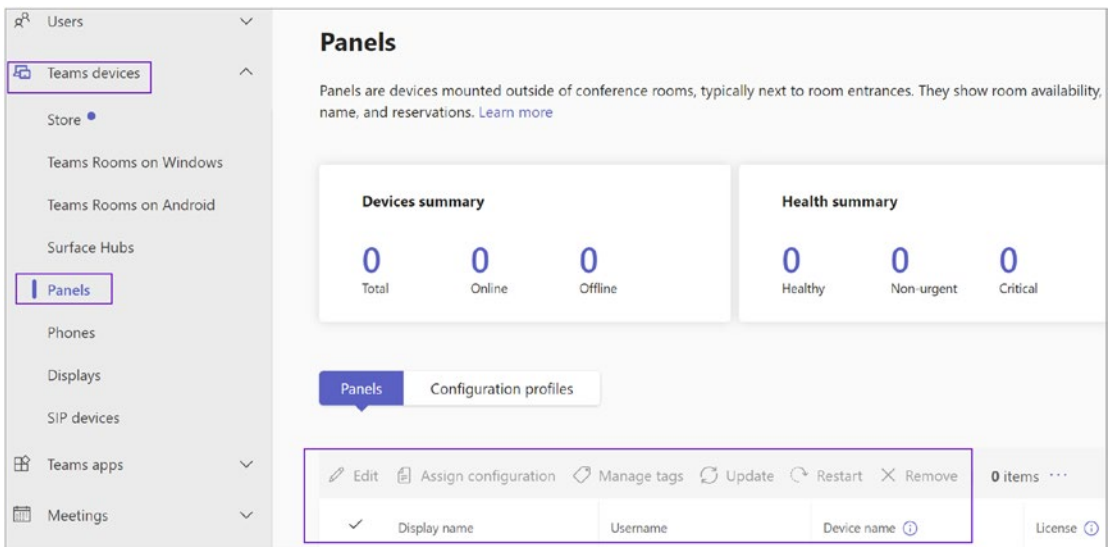 Users
Teams devices
Store
Teams Rooms on Windows
Teams Rooms on Android
Surface Hubs
Panels
Phones
Displays
SIP devices
Teams apps
Meetings
Panels
Panels are devices mounted outside of conference rooms, typically next to room entrances. They show room availability,
name, and reservations. Learn more
Devices summary
0 0 0
Total Online Offline
Health summary
0 0 0
Healthy Non-urgent Critical
Panels Configuration profiles
Edit Assign configuration Manage tags Update Restart Remove 0 items ...
Display name Username Device name License